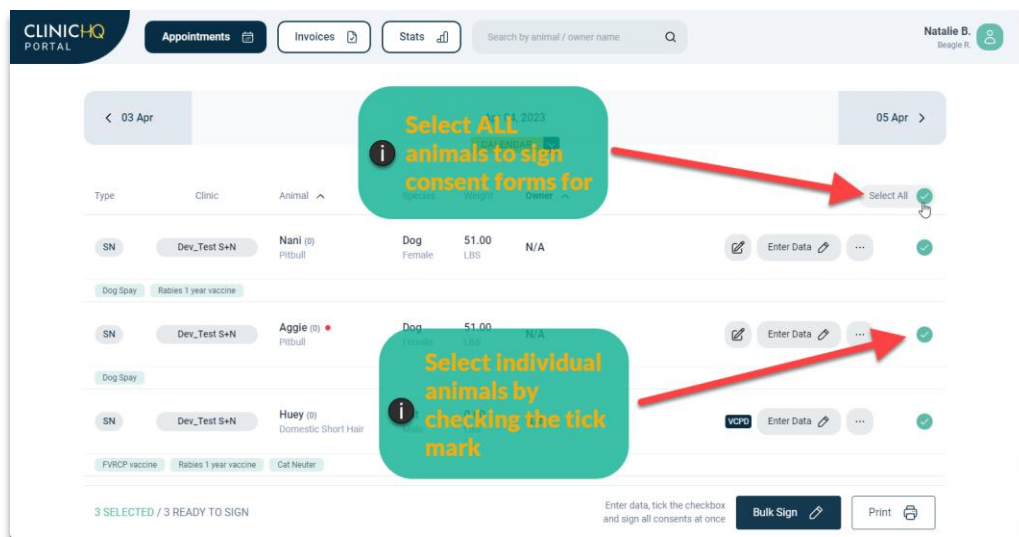 CLINICHQ
PORTAL
Appointments
Invoices
Stats
Search by animal / owner name
Natalie B.
Beagle R.
03 Apr
2023
05 Apr
CALENDAR
Select ALL
animals to sign
consent forms for
Type Clinic Animal Species Weight Owner Select All
SN Dev_Test S+N Nani (0) Dog 51.00 N/A Enter Data ...
Pitbull Female LBS
Dog Spay Rabies 1 year vaccine
SN Dev_Test S+N Aggie (0) Dog 51.00 N/A Enter Data ...
Pitbull Female LBS
Dog Spay
Select individual
animals by
checking the tick
mark
SN Dev_Test S+N Huey (0) VCPD Enter Data ...
Domestic Short Hair
FVRCP vaccine Rabies 1 year vaccine Cat Neuter
3 SELECTED / 3 READY TO SIGN
Enter data, tick the checkbox
and sign all consents at once
Bulk Sign
Print